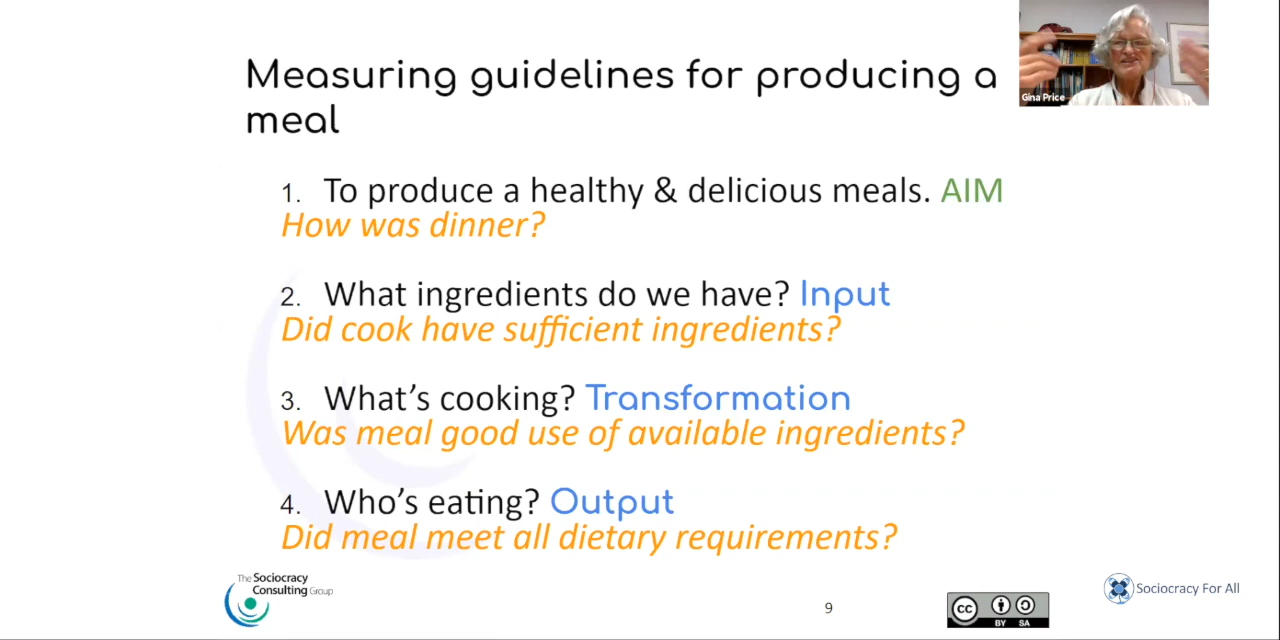 Measuring guidelines for producing a
meal
Gina Price
1. To produce a healthy & delicious meals. AIM
How was dinner?
2. What ingredients do we have? Input
Did cook have sufficient ingredients?
3. What's cooking? Transformation
Was meal good use of available ingredients?
4. Who's eating? Output
Did meal meet all dietary requirements?
The Sociocracy
Consulting Group
9
cc
BY SA
Sociocracy For All